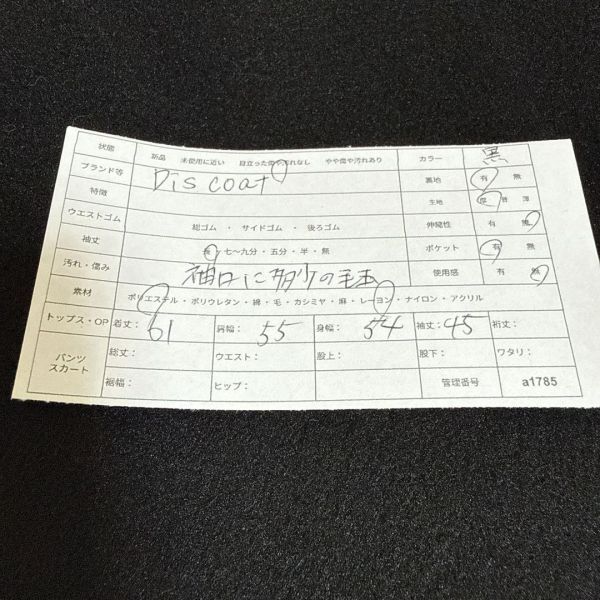 状態 新品 未使用に近い 目立った傷や汚れなし やや傷や汚れあり カラー 黒
ブランド等 Discoat 裏地 有 無
特徴 生地 厚 普 薄
ウエストゴム 総ゴム ・ サイドゴム ・ 後ろゴム 伸縮性 有 無
袖丈 長・七〜九分・五分・半・無 ポケット 有 無
汚れ・傷み 袖口に多少の毛玉 使用感 有 無
素材 ポリエステル・ポリウレタン・綿・毛・カシミヤ・麻・レーヨン・ナイロン・アクリル
トップス・OP 着丈：61 肩幅：55 身幅：54 袖丈：45 裄丈：
パンツ スカート 総丈： ウエスト： 股上： 股下： ワタリ：
裾幅： ヒップ： 管理番号 a1785